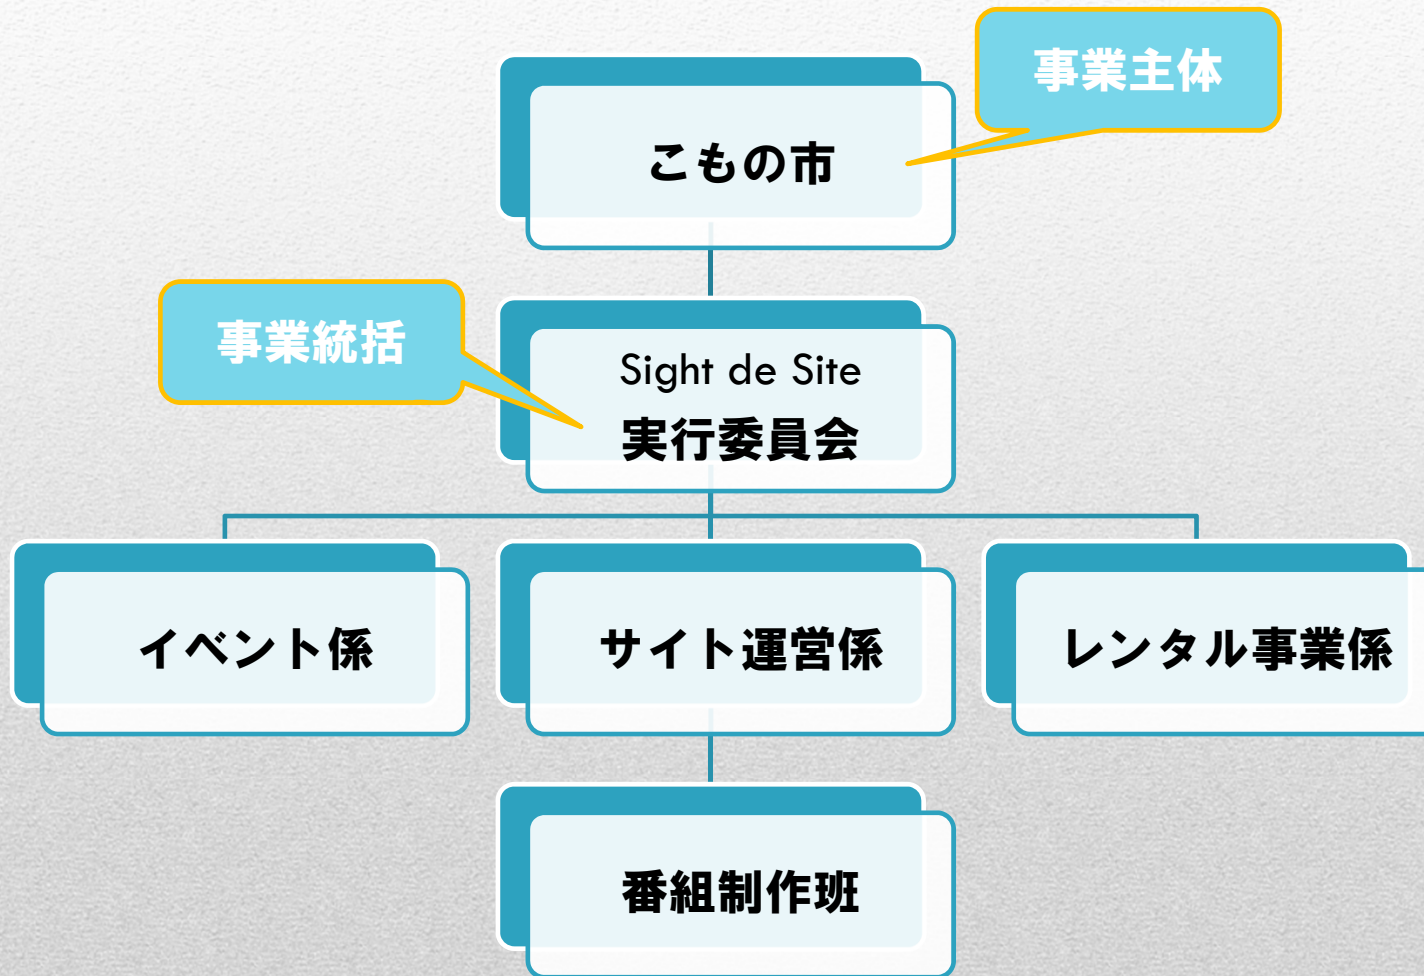 事業主体
こもの市
事業統括
Sight de Site
実行委員会
イベント係
サイト運営係
レンタル事業係
番組制作班